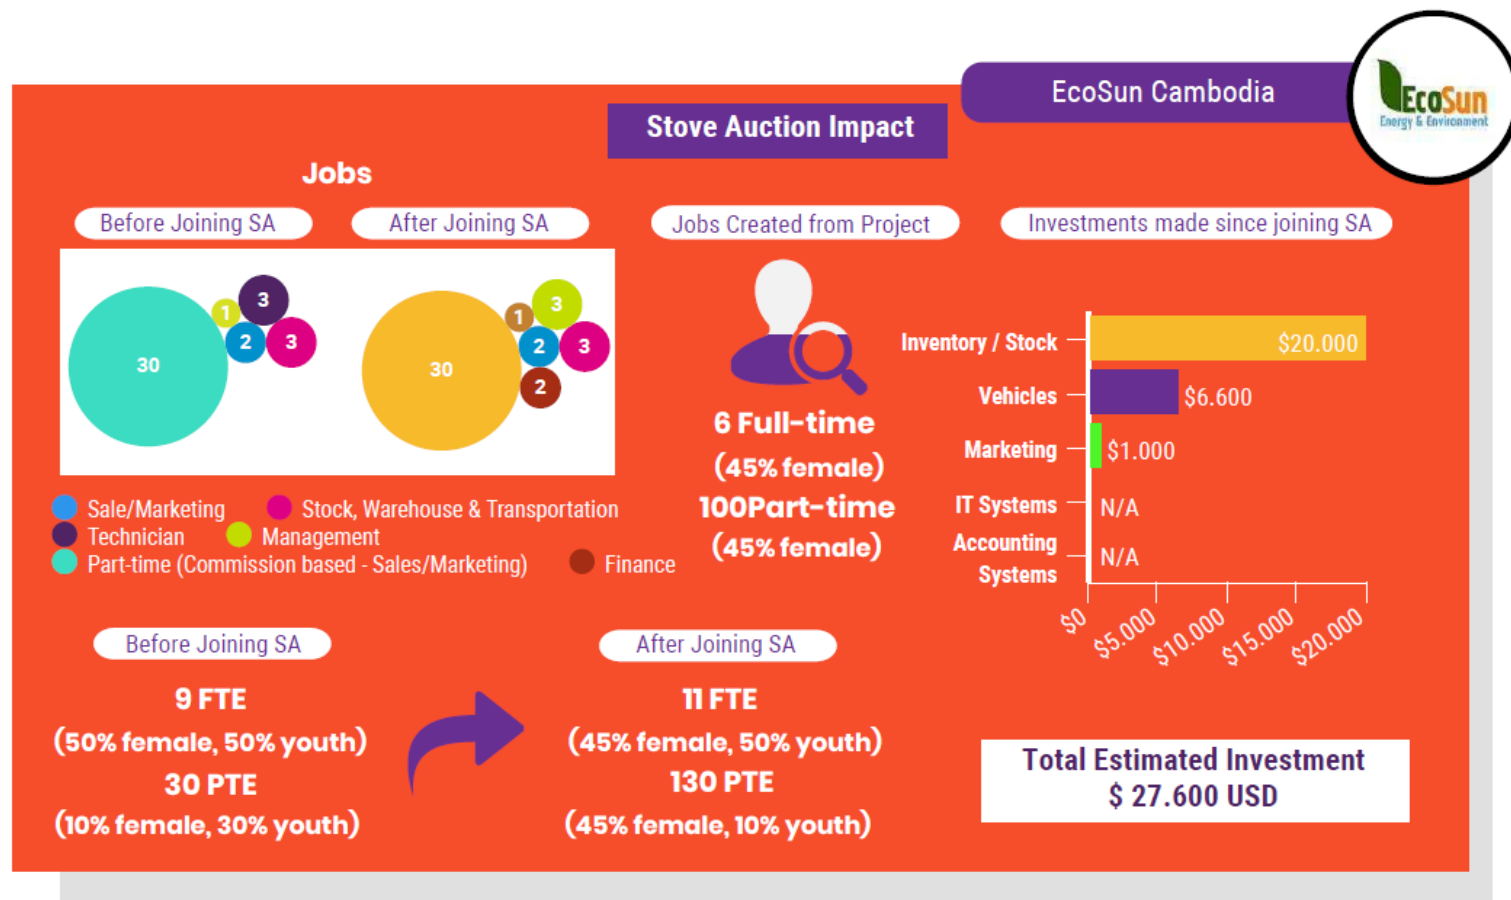 EcoSun Cambodia
EcoSun
Energy & Environment
Stove Auction Impact
Jobs
Before Joining SA
After Joining SA
30
1
3
2
3
30
1
3
2
3
2
Sale/Marketing
Stock, Warehouse & Transportation
Technician
Management
Part-time (Commission based - Sales/Marketing)
Finance
Jobs Created from Project
6 Full-time
(45% female)
100Part-time
(45% female)
Investments made since joining SA
Inventory / Stock
$20.000
Vehicles
$6.600
Marketing
$1.000
IT Systems
N/A
Accounting
Systems
N/A
$0
$5.000
$10.000
$15.000
$20.000
Before Joining SA
9 FTE
(50% female, 50% youth)
30 PTE
(10% female, 30% youth)
After Joining SA
11 FTE
(45% female, 50% youth)
130 PTE
(45% female, 10% youth)
Total Estimated Investment
$ 27.600 USD